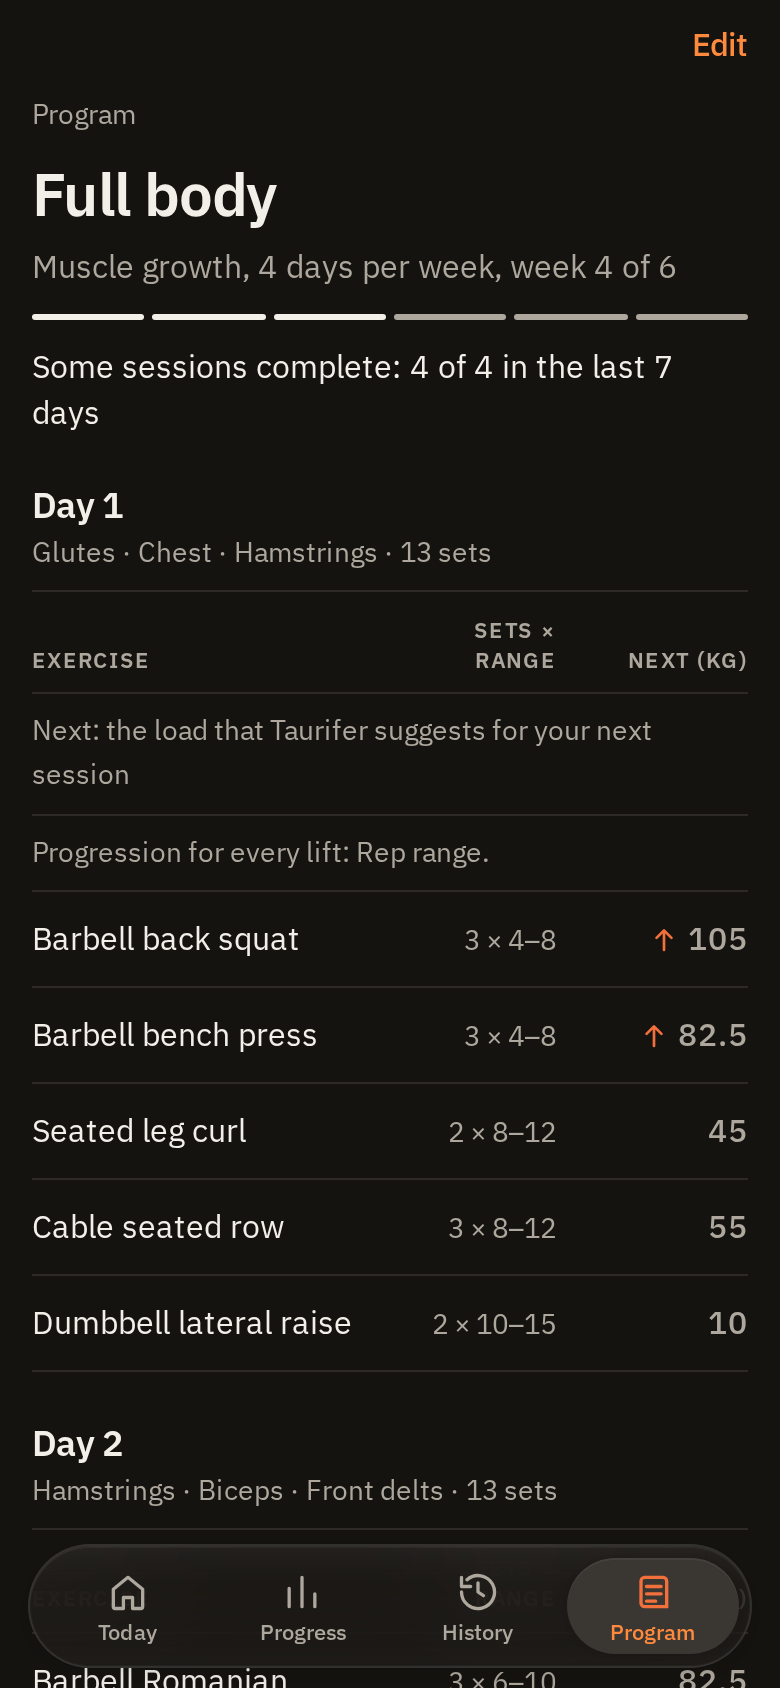 Edit
Program
Full body
Muscle growth, 4 days per week, week 4 of 6
Some sessions complete: 4 of 4 in the last 7
days
Day 1
Glutes · Chest · Hamstrings · 13 sets
SETS ×
EXERCISE RANGE NEXT (KG)
Next: the load that Taurifer suggests for your next
session
Progression for every lift: Rep range.
Barbell back squat 3 × 4–8 ↑ 105
Barbell bench press 3 × 4–8 ↑ 82.5
Seated leg curl 2 × 8–12 45
Cable seated row 3 × 8–12 55
Dumbbell lateral raise 2 × 10–15 10
Day 2
Hamstrings · Biceps · Front delts · 13 sets
Today Progress History Program
Barbell Romanian 3 × 6–10 82.5